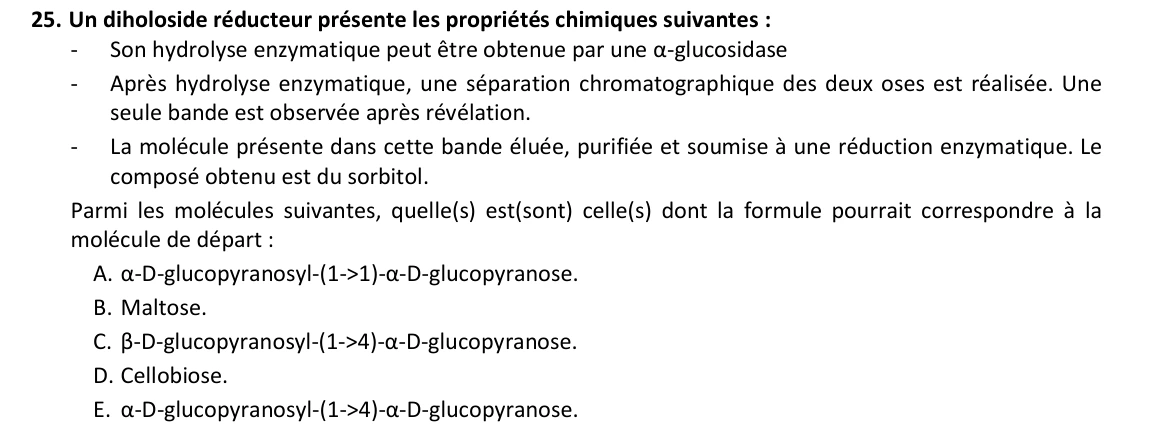 25. Un diholoside réducteur présente les propriétés chimiques suivantes :
- Son hydrolyse enzymatique peut être obtenue par une α-glucosidase
- Après hydrolyse enzymatique, une séparation chromatographique des deux oses est réalisée. Une
seule bande est observée après révélation.
- La molécule présente dans cette bande éluée, purifiée et soumise à une réduction enzymatique. Le
composé obtenu est du sorbitol.
Parmi les molécules suivantes, quelle(s) est(sont) celle(s) dont la formule pourrait correspondre à la
molécule de départ :
A. α-D-glucopyranosyl-(1->1)-α-D-glucopyranose.
B. Maltose.
C. β-D-glucopyranosyl-(1->4)-α-D-glucopyranose.
D. Cellobiose.
E. α-D-glucopyranosyl-(1->4)-α-D-glucopyranose.